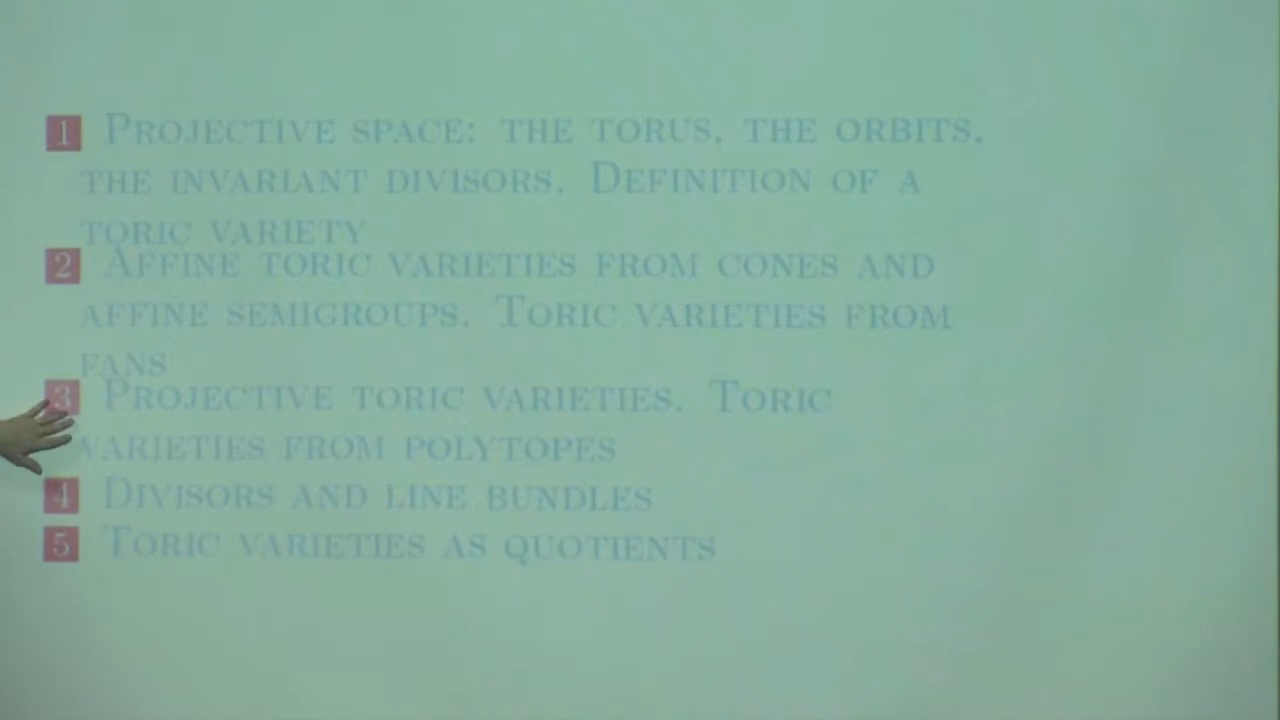 1 PROJECTIVE SPACE: THE TORUS, THE ORBITS,
THE INVARIANT DIVISORS. DEFINITION OF A
TORIC VARIETY
2 AFFINE TORIC VARIETIES FROM CONES AND
AFFINE SEMIGROUPS. TORIC VARIETIES FROM
FANS
3 PROJECTIVE TORIC VARIETIES. TORIC
VARIETIES FROM POLYTOPES
4 DIVISORS AND LINE BUNDLES
5 TORIC VARIETIES AS QUOTIENTS